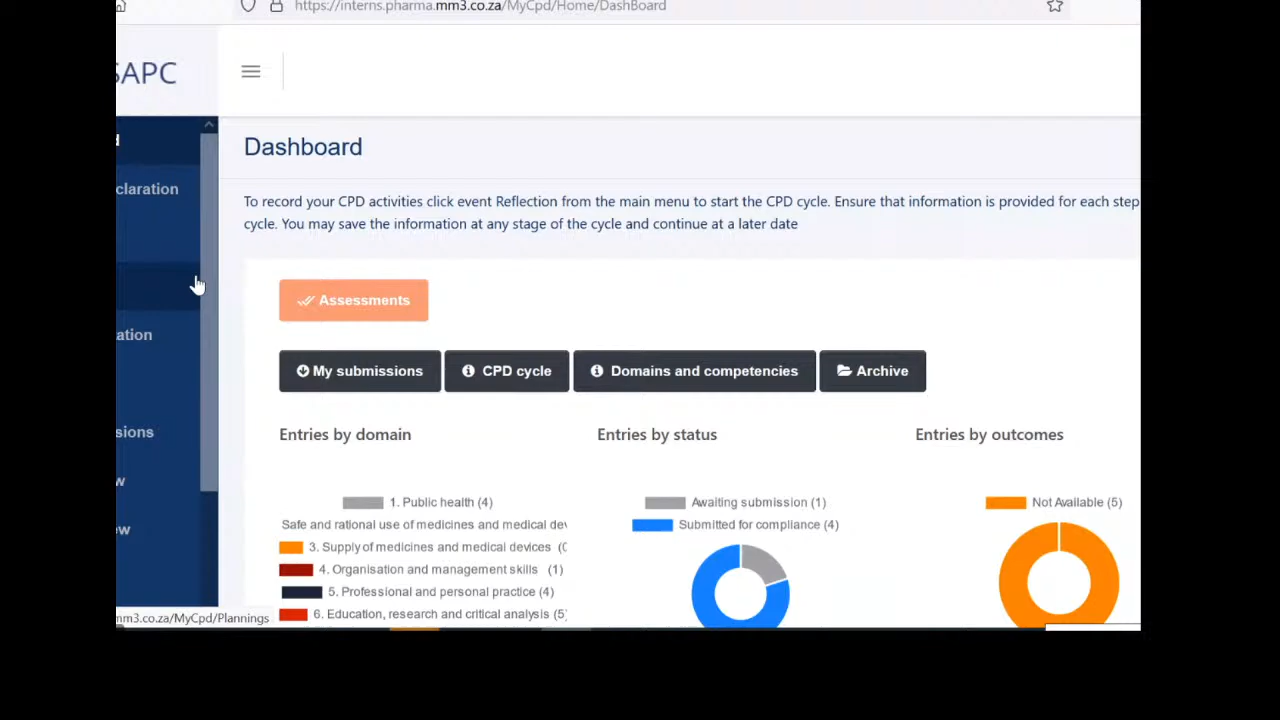 https://interns.pharma.mm3.co.za/MyCpd/Home/DashBoard
SAPC
d
claration
ation
sions
w
ew
nm3.co.za/MyCpd/Plannings
Dashboard
To record your CPD activities click event Reflection from the main menu to start the CPD cycle. Ensure that information is provided for each step
cycle. You may save the information at any stage of the cycle and continue at a later date
Assessments
My submissions
CPD cycle
Domains and competencies
Archive
Entries by domain
1. Public health (4)
Safe and rational use of medicines and medical dev
3. Supply of medicines and medical devices (0
4. Organisation and management skills (1)
5. Professional and personal practice (4)
6. Education, research and critical analysis (5)
Entries by status
Awaiting submission (1)
Submitted for compliance (4)
Entries by outcomes
Not Available (5)